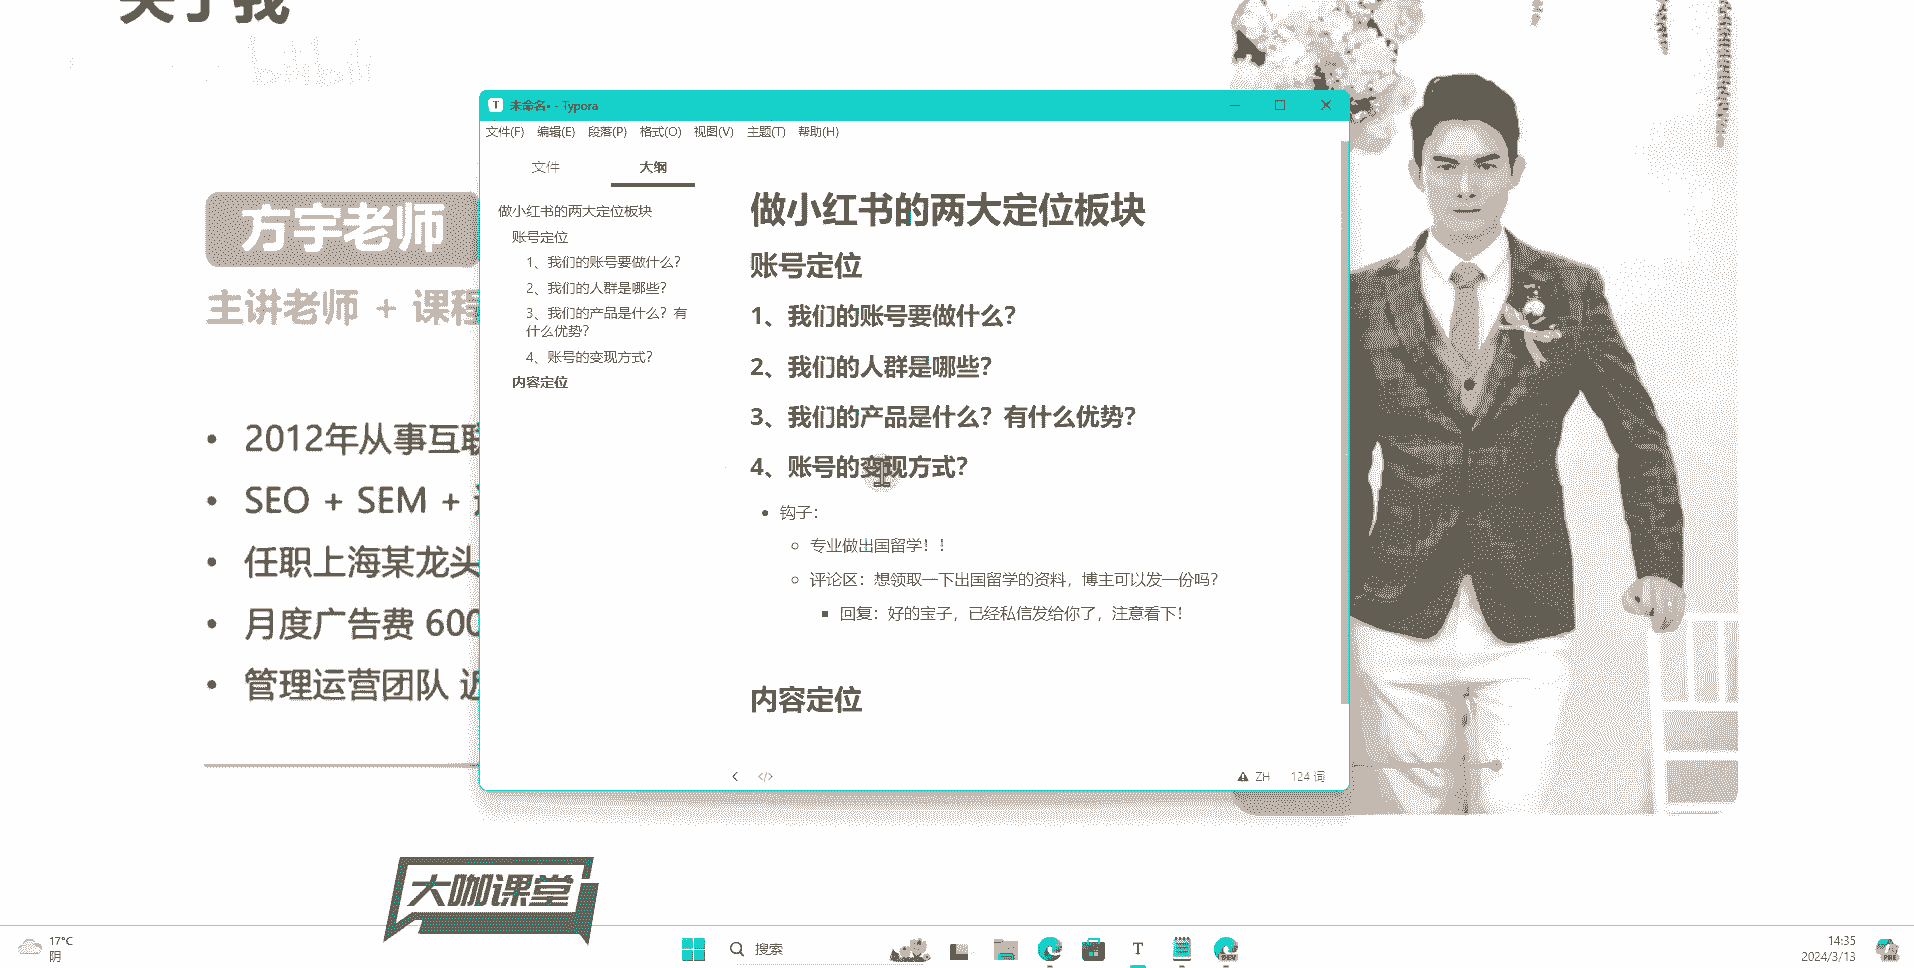 关于我
bilibili
未命名• - Typora
文件(F) 编辑(E) 段落(P) 格式(O) 视图(V) 主题(T) 帮助(H)
文件 大纲
做小红书的两大定位板块
账号定位
1、我们的账号要做什么？
2、我们的人群是哪些？
3、我们的产品是什么？有
什么优势？
4、账号的变现方式？
内容定位
做小红书的两大定位板块
账号定位
1、我们的账号要做什么？
2、我们的人群是哪些？
3、我们的产品是什么？有什么优势？
4、账号的变现方式？
• 钩子：
专业做出国留学！！
评论区：想领取一下出国留学的资料，博主可以发一份吗？
回复：好的宝子，已经私信发给你了，注意看下！
内容定位
ZH 124 词
方宇老师
主讲老师 + 课程
• 2012年从事互联
• SEO + SEM +
• 任职上海某龙头
• 月度广告费 600
• 管理运营团队 近
大咖课堂
17°C
阴
搜索
T
DEV
14:35
2024/3/13
PRE